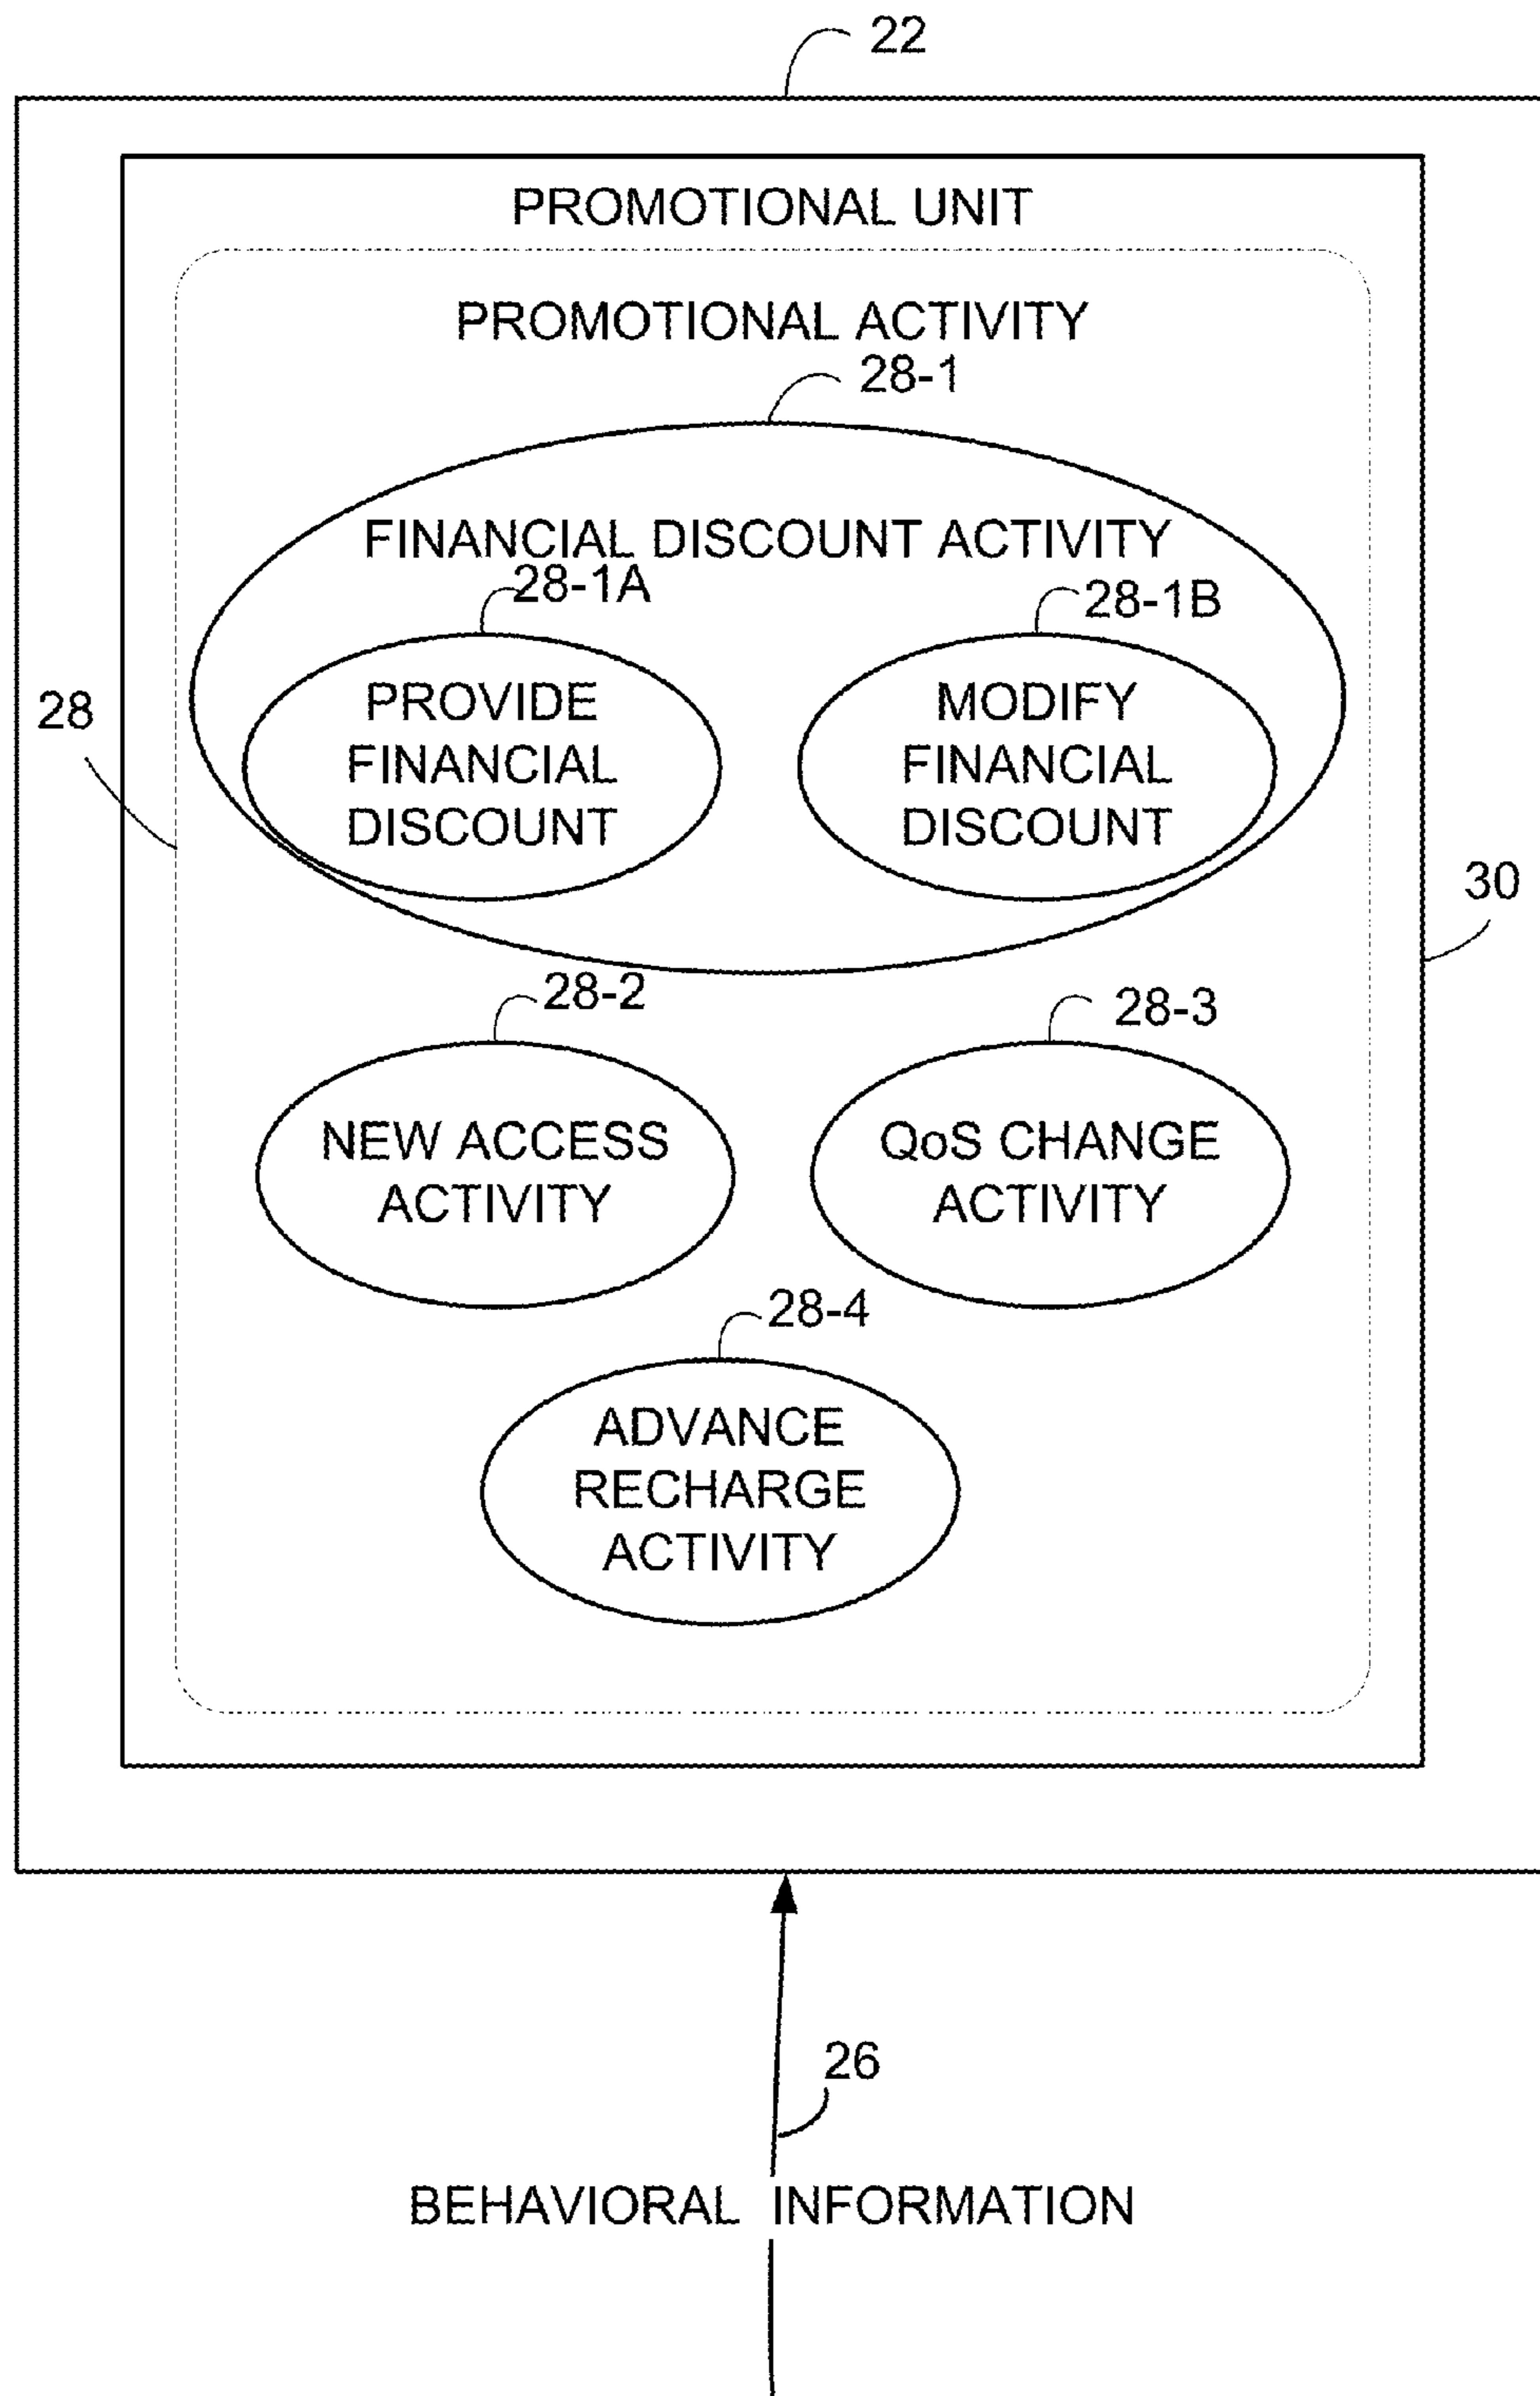 22
PROMOTIONAL UNIT
PROMOTIONAL ACTIVITY
28-1
FINANCIAL DISCOUNT ACTIVITY
28-1A
28-1B
PROVIDE
FINANCIAL
DISCOUNT
MODIFY
FINANCIAL
DISCOUNT
28
30
28-2
28-3
NEW ACCESS
ACTIVITY
QoS CHANGE
ACTIVITY
28-4
ADVANCE
RECHARGE
ACTIVITY
26
BEHAVIORAL INFORMATION